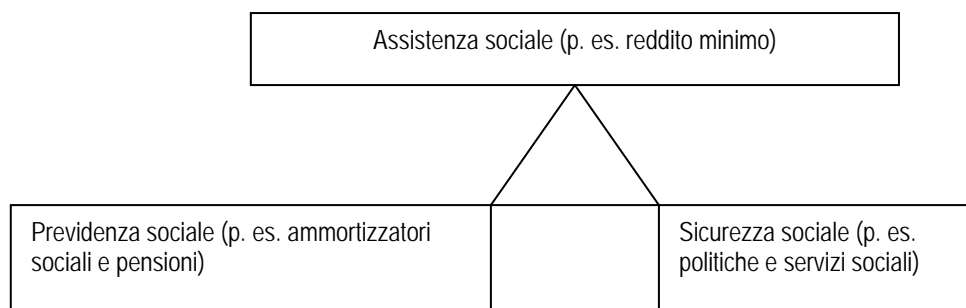 Assistenza sociale (p. es. reddito minimo)
Previdenza sociale (p. es. ammortizzatori
sociali e pensioni)
Sicurezza sociale (p. es.
politiche e servizi sociali)